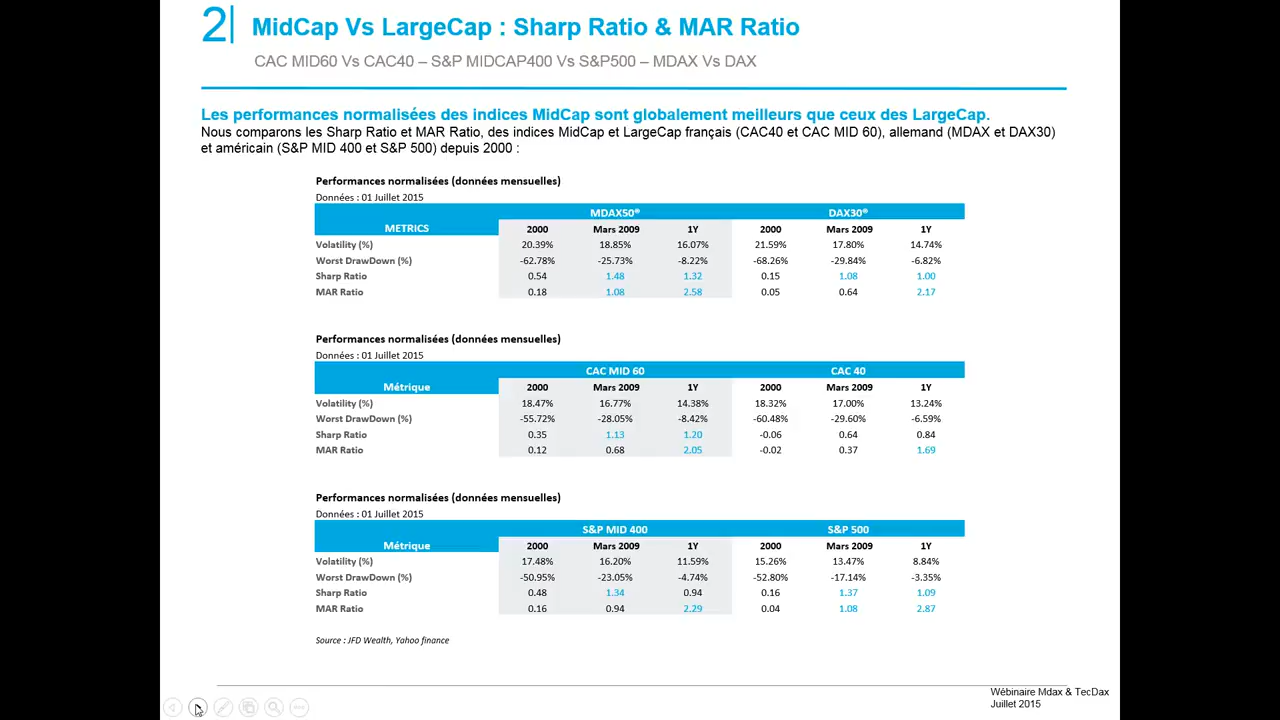 2
MidCap Vs LargeCap : Sharp Ratio & MAR Ratio
CAC MID60 Vs CAC40 – S&P MIDCAP400 Vs S&P500 – MDAX Vs DAX
Les performances normalisées des indices MidCap sont globalement meilleurs que ceux des LargeCap.
Nous comparons les Sharp Ratio et MAR Ratio, des indices MidCap et LargeCap français (CAC40 et CAC MID 60), allemand (MDAX et DAX30)
et américain (S&P MID 400 et S&P 500) depuis 2000 :
Performances normalisées (données mensuelles)
Données : 01 Juillet 2015
MDAX50® DAX30®
METRICS 2000 Mars 2009 1Y 2000 Mars 2009 1Y
Volatility (%) 20.39% 18.85% 16.07% 21.59% 17.80% 14.74%
Worst DrawDown (%) -62.78% -25.73% -8.22% -68.26% -29.84% -6.82%
Sharp Ratio 0.54 1.48 1.32 0.15 1.08 1.00
MAR Ratio 0.18 1.08 2.58 0.05 0.64 2.17
Performances normalisées (données mensuelles)
Données : 01 Juillet 2015
CAC MID 60 CAC 40
Métrique 2000 Mars 2009 1Y 2000 Mars 2009 1Y
Volatility (%) 18.47% 16.77% 14.38% 18.32% 17.00% 13.24%
Worst DrawDown (%) -55.72% -28.05% -8.42% -60.48% -29.60% -6.59%
Sharp Ratio 0.35 1.13 1.20 -0.06 0.64 0.84
MAR Ratio 0.12 0.68 2.05 -0.02 0.37 1.69
Performances normalisées (données mensuelles)
Données : 01 Juillet 2015
S&P MID 400 S&P 500
Métrique 2000 Mars 2009 1Y 2000 Mars 2009 1Y
Volatility (%) 17.48% 16.20% 11.59% 15.26% 13.47% 8.84%
Worst DrawDown (%) -50.95% -23.05% -4.74% -52.80% -17.14% -3.35%
Sharp Ratio 0.48 1.34 0.94 0.16 1.37 1.09
MAR Ratio 0.16 0.94 2.29 0.04 1.08 2.87
Source : JFD Wealth, Yahoo finance
Wébinaire Mdax & TecDax
Juillet 2015